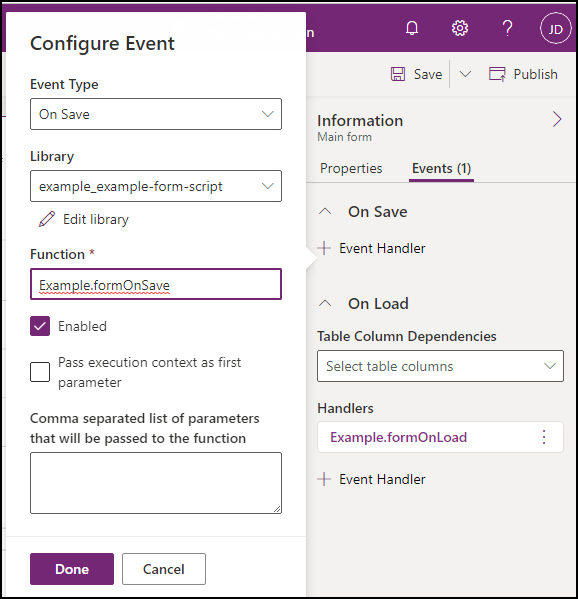 Configure Event
n
JD
Event Type
On Save
Save
Publish
Library
example_example-form-script
Edit library
Information
Main form
Properties
Events (1)
Function *
Example.formOnSave
On Save
Event Handler
Enabled
Pass execution context as first
parameter
On Load
Table Column Dependencies
Select table columns
Comma separated list of parameters
that will be passed to the function
Handlers
Example.formOnLoad
Event Handler
Done
Cancel